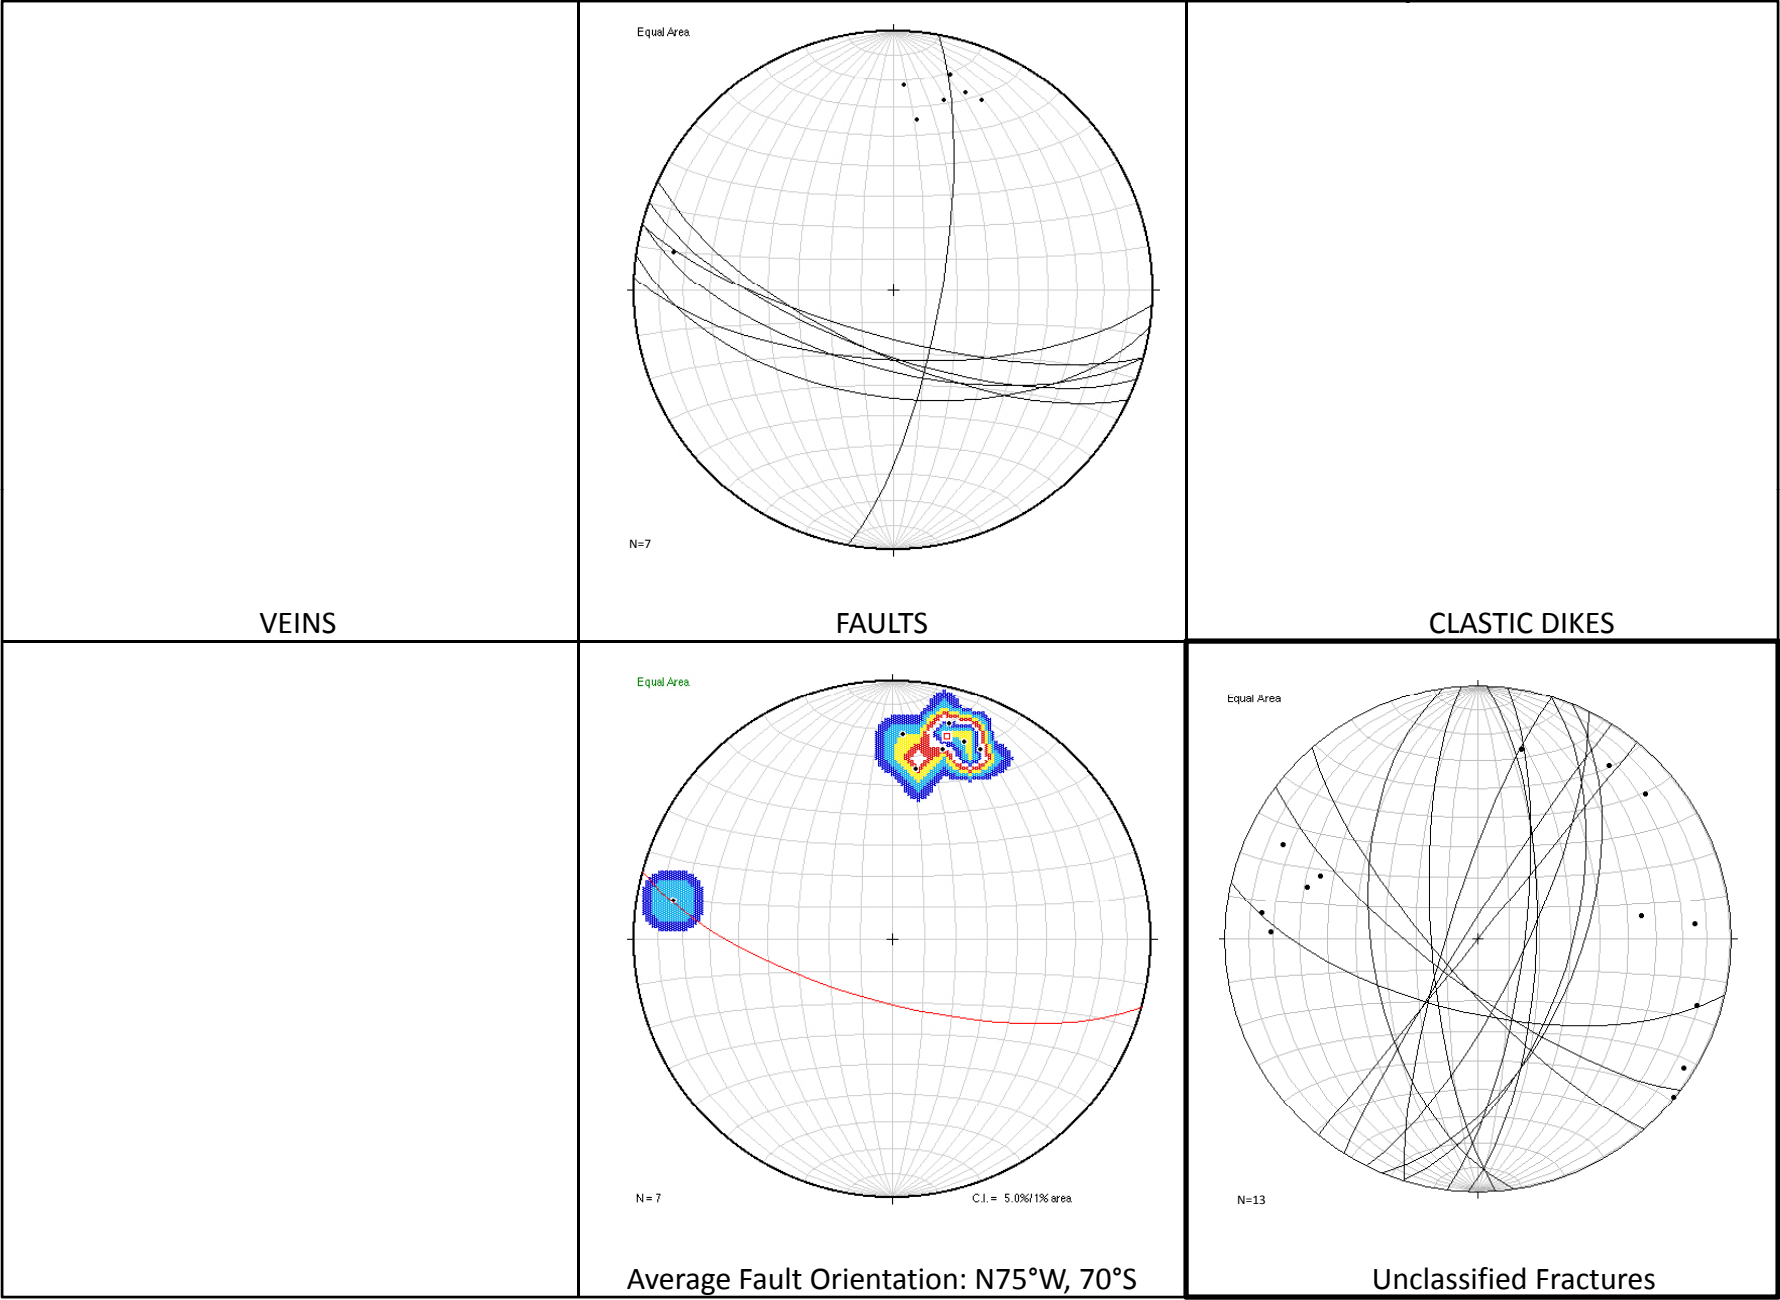 Equal Area
N=7
VEINS
FAULTS
CLASTIC DIKES
Equal Area
N = 7
C.I. = 5.0%/1% area
Average Fault Orientation: N75°W, 70°S
Equal Area
N=13
Unclassified Fractures